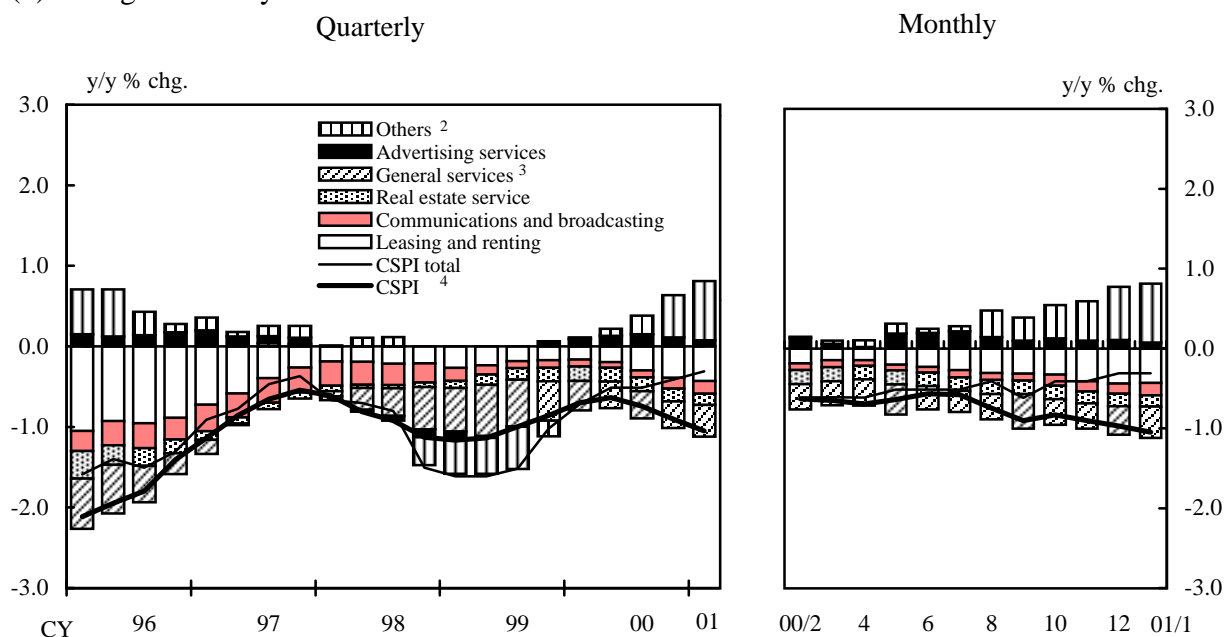 Quarterly
Monthly
y/y % chg.
y/y % chg.
3.0
2.0
1.0
0.0
-1.0
-2.0
-3.0
Others 2
Advertising services
General services 3
Real estate service
Communications and broadcasting
Leasing and renting
CSPI total
CSPI 4
3.0
2.0
1.0
0.0
-1.0
-2.0
-3.0
CY 96 97 98 99 00 01
00/2 4 6 8 10 12 01/1